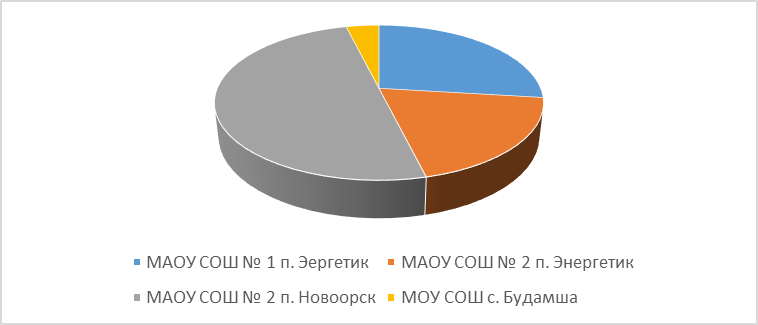 МАОУ СОШ № 1 п. Эергетик МАОУ СОШ № 2 п. Энергетик
МАОУ СОШ № 2 п. Новоорск МОУ СОШ с. Будамша